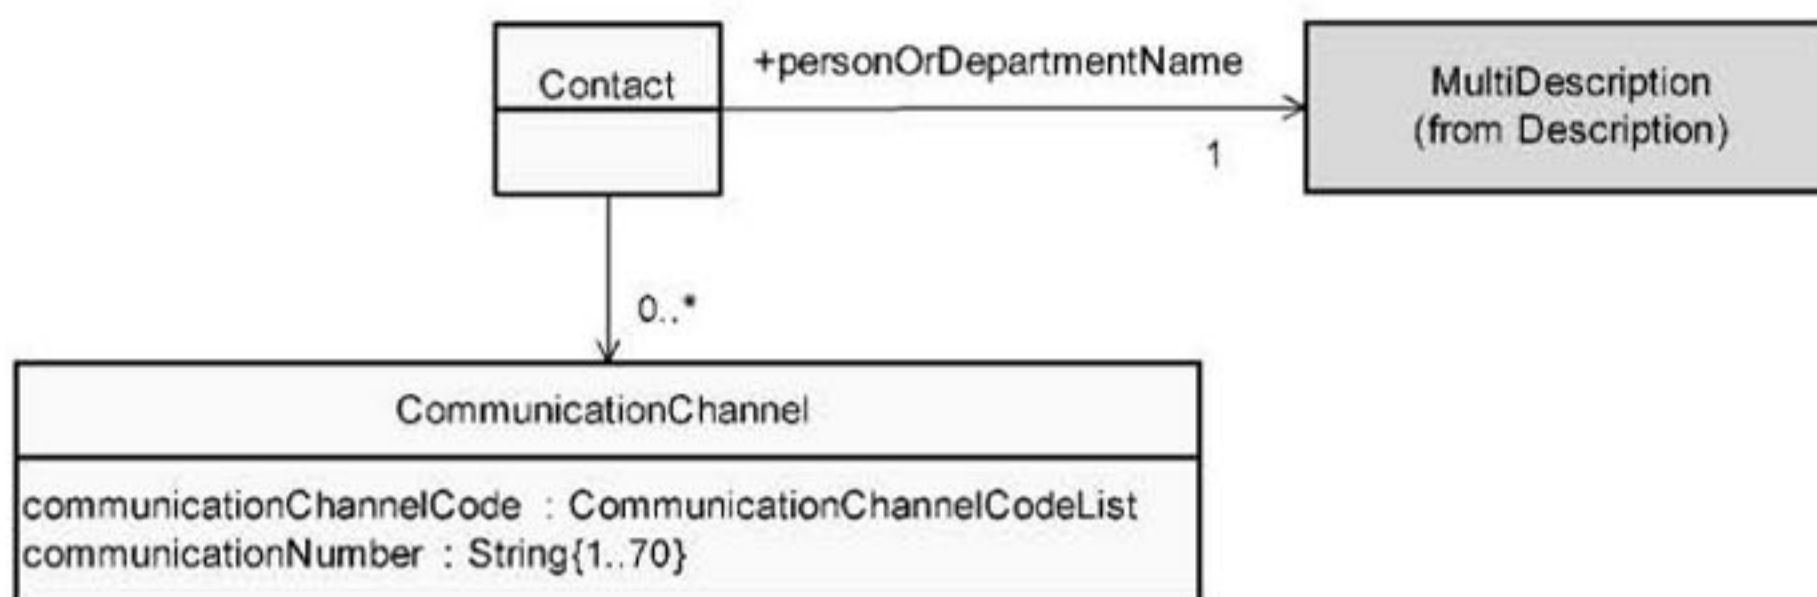 Contact
+personOrDepartmentName
1
MultiDescription
(from Description)
0..*
CommunicationChannel
communicationChannelCode : CommunicationChannelCodeList
communicationNumber : String{1..70}